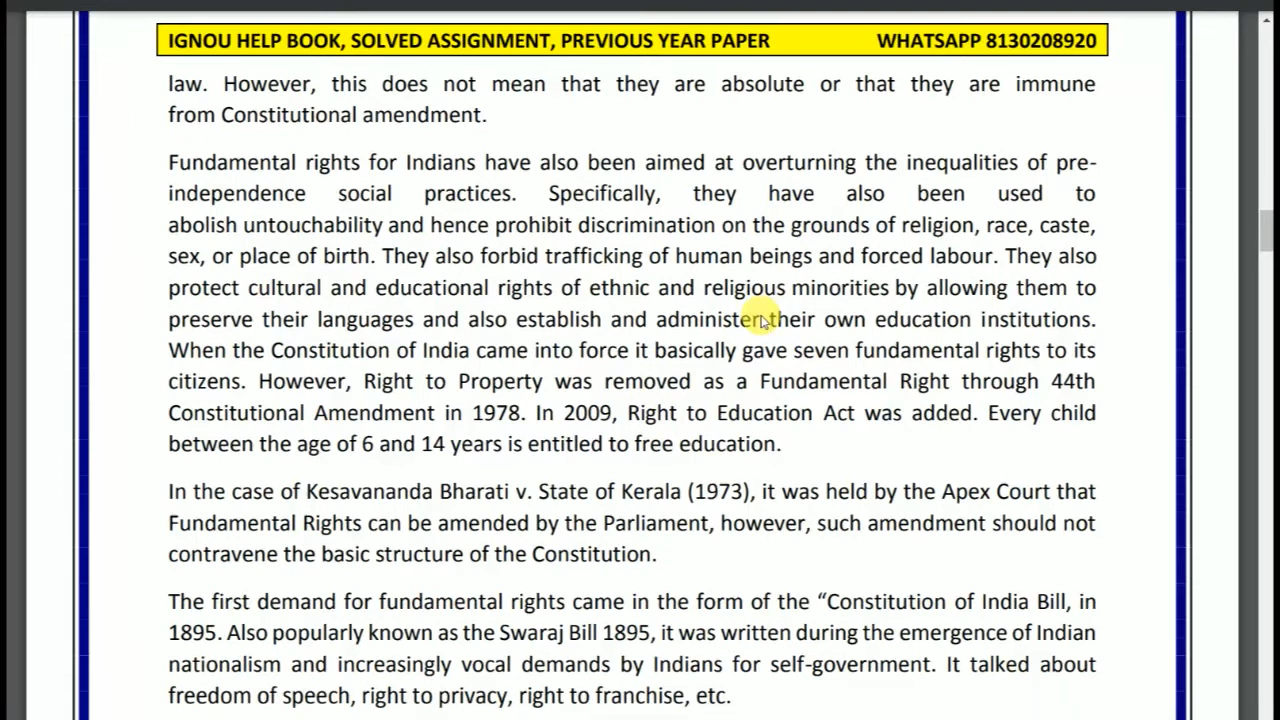 IGNOU HELP BOOK, SOLVED ASSIGNMENT, PREVIOUS YEAR PAPER WHATSAPP 8130208920
law. However, this does not mean that they are absolute or that they are immune
from Constitutional amendment.
Fundamental rights for Indians have also been aimed at overturning the inequalities of pre-
independence social practices. Specifically, they have also been used to
abolish untouchability and hence prohibit discrimination on the grounds of religion, race, caste,
sex, or place of birth. They also forbid trafficking of human beings and forced labour. They also
protect cultural and educational rights of ethnic and religious minorities by allowing them to
preserve their languages and also establish and administer their own education institutions.
When the Constitution of India came into force it basically gave seven fundamental rights to its
citizens. However, Right to Property was removed as a Fundamental Right through 44th
Constitutional Amendment in 1978. In 2009, Right to Education Act was added. Every child
between the age of 6 and 14 years is entitled to free education.
In the case of Kesavananda Bharati v. State of Kerala (1973), it was held by the Apex Court that
Fundamental Rights can be amended by the Parliament, however, such amendment should not
contravene the basic structure of the Constitution.
The first demand for fundamental rights came in the form of the “Constitution of India Bill, in
1895. Also popularly known as the Swaraj Bill 1895, it was written during the emergence of Indian
nationalism and increasingly vocal demands by Indians for self-government. It talked about
freedom of speech, right to privacy, right to franchise, etc.